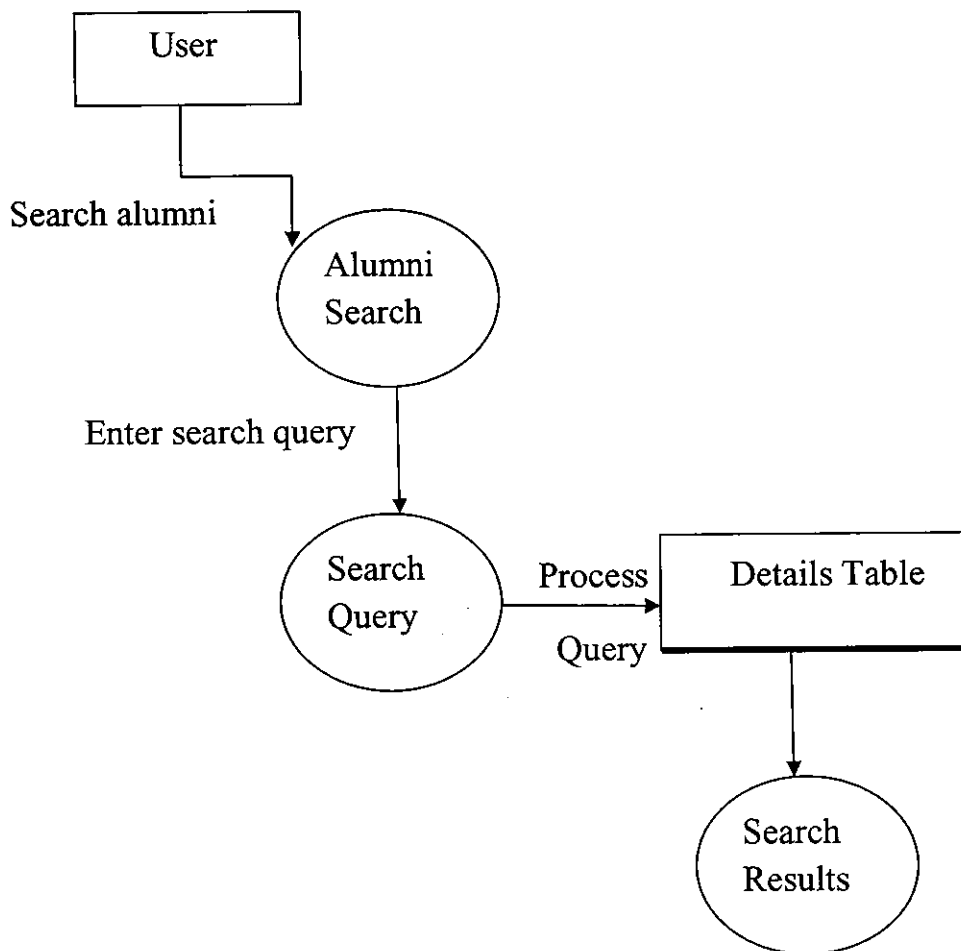 User
Search alumni
Alumni
Search
Enter search query
Search
Query
Process
Query
Details Table
Search
Results